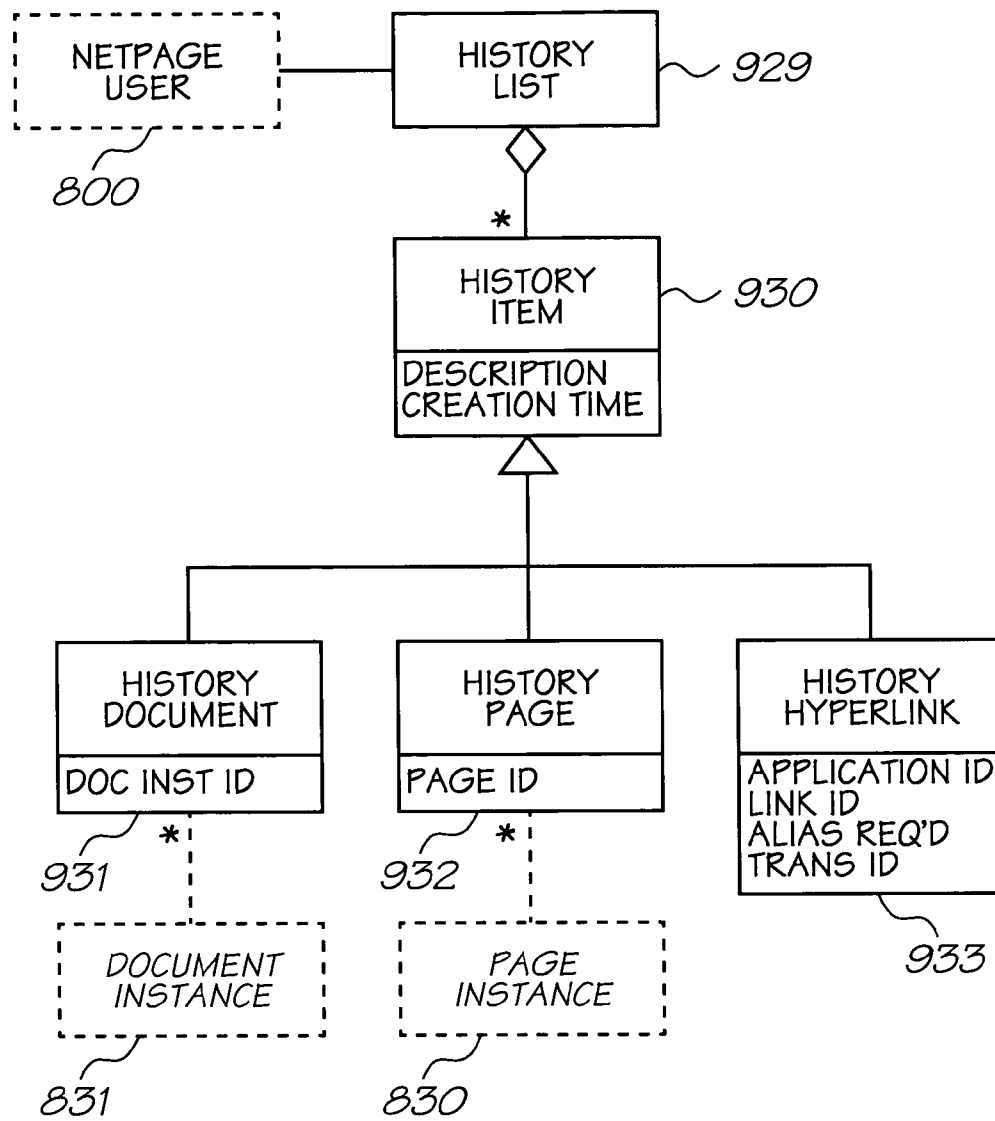 NETPAGE
USER
800
HISTORY
LIST
929
*
HISTORY
ITEM
930
DESCRIPTION
CREATION TIME
HISTORY
DOCUMENT
DOC INST ID
931
*
HISTORY
PAGE
PAGE ID
932
*
HISTORY
HYPERLINK
APPLICATION ID
LINK ID
ALIAS REQ'D
TRANS ID
933
DOCUMENT
INSTANCE
831
PAGE
INSTANCE
830